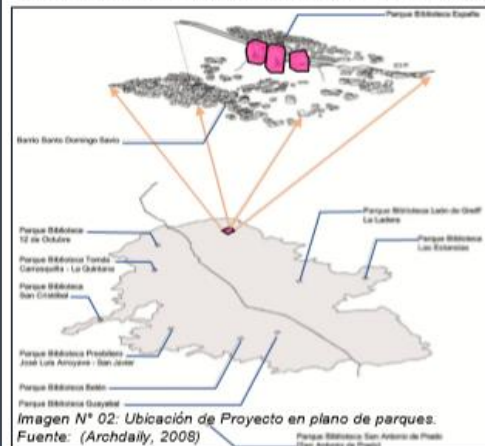 Parque Biblioteca España
Barrio Santo Domingo Savio
Parque Biblioteca León de Greiff
La Ladera
Parque Biblioteca
12 de Octubre
Parque Biblioteca
Las Estancias
Parque Biblioteca Tomás
Carrasquilla - La Quintana
Parque Biblioteca
San Cristóbal
Parque Biblioteca Presbítero
José Luis Arroyave - San Javier
Parque Biblioteca Belén
Parque Biblioteca Guayabal
Imagen N° 02: Ubicación de Proyecto en plano de parques.
Fuente: (Archdaily, 2008)
Parque Biblioteca San Antonio de Prado